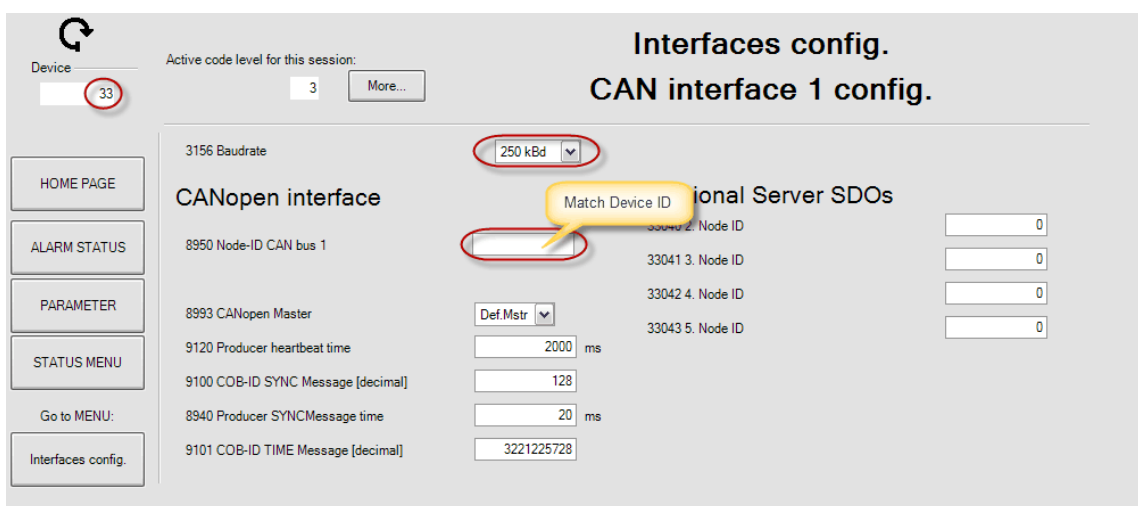 Interfaces config.
CAN interface 1 config.
Device
33
Active code level for this session:
3
More...
HOME PAGE
ALARM STATUS
PARAMETER
STATUS MENU
Go to MENU:
Interfaces config.
3156 Baudrate
250 kBd
CANopen interface
Match Device ID
8950 Node-ID CAN bus 1
8993 CANopen Master
Def.Mstr
9120 Producer heartbeat time
2000 ms
9100 COB-ID SYNC Message [decimal]
128
8940 Producer SYNCMessage time
20 ms
9101 COB-ID TIME Message [decimal]
3221225728
ional Server SDOs
33040 2. Node ID
0
33041 3. Node ID
0
33042 4. Node ID
0
33043 5. Node ID
0